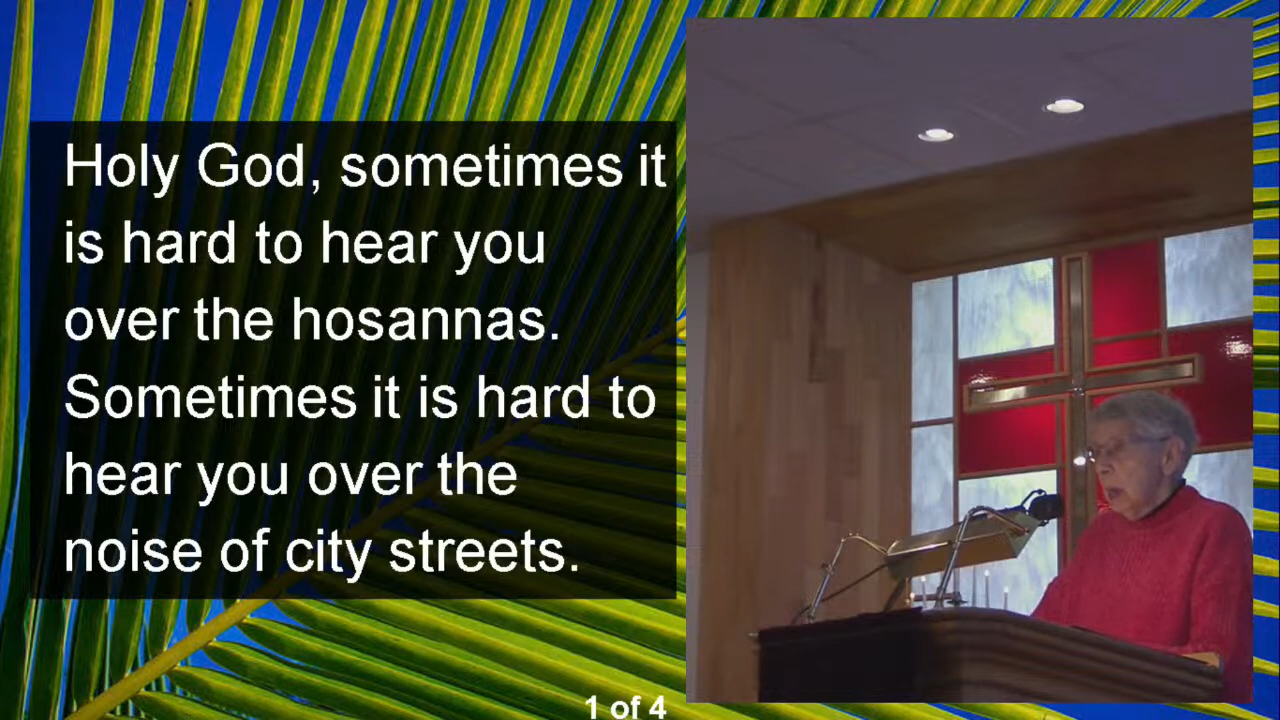 Holy God, sometimes it
is hard to hear you
over the hosannas.
Sometimes it is hard to
hear you over the
noise of city streets.
1 of 4